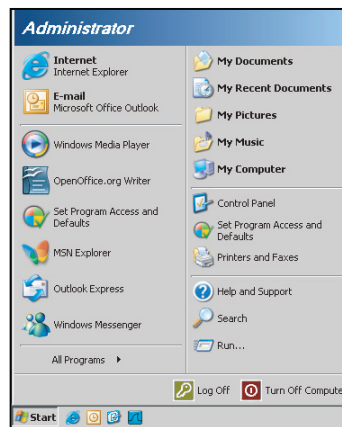 Administrator
Internet
Internet Explorer
E-mail
Microsoft Office Outlook
Windows Media Player
OpenOffice.org Writer
Set Program Access and
Defaults
MSN Explorer
Outlook Express
Windows Messenger
All Programs
My Documents
My Recent Documents
My Pictures
My Music
My Computer
Control Panel
Set Program Access and
Defaults
Printers and Faxes
Help and Support
Search
Run...
Log Off
Turn Off Compute
Start